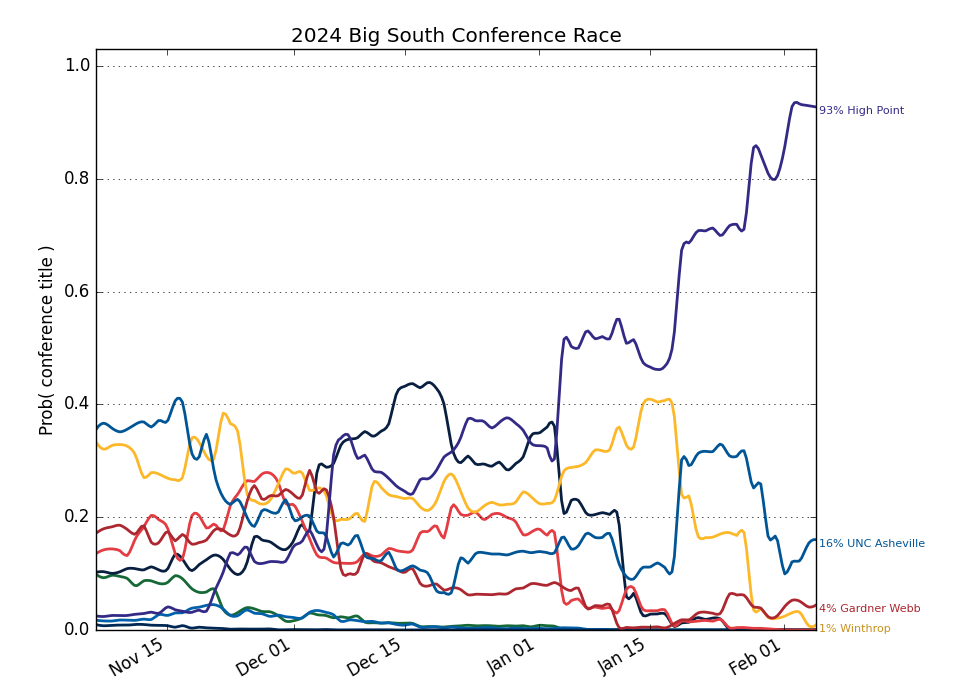 2024 Big South Conference Race
Prob( conference title )
1.0
0.8
0.6
0.4
0.2
0.0
93% High Point
16% UNC Asheville
4% Gardner Webb
1% Winthrop
Nov 15
Dec 01
Dec 15
Jan 01
Jan 15
Feb 01